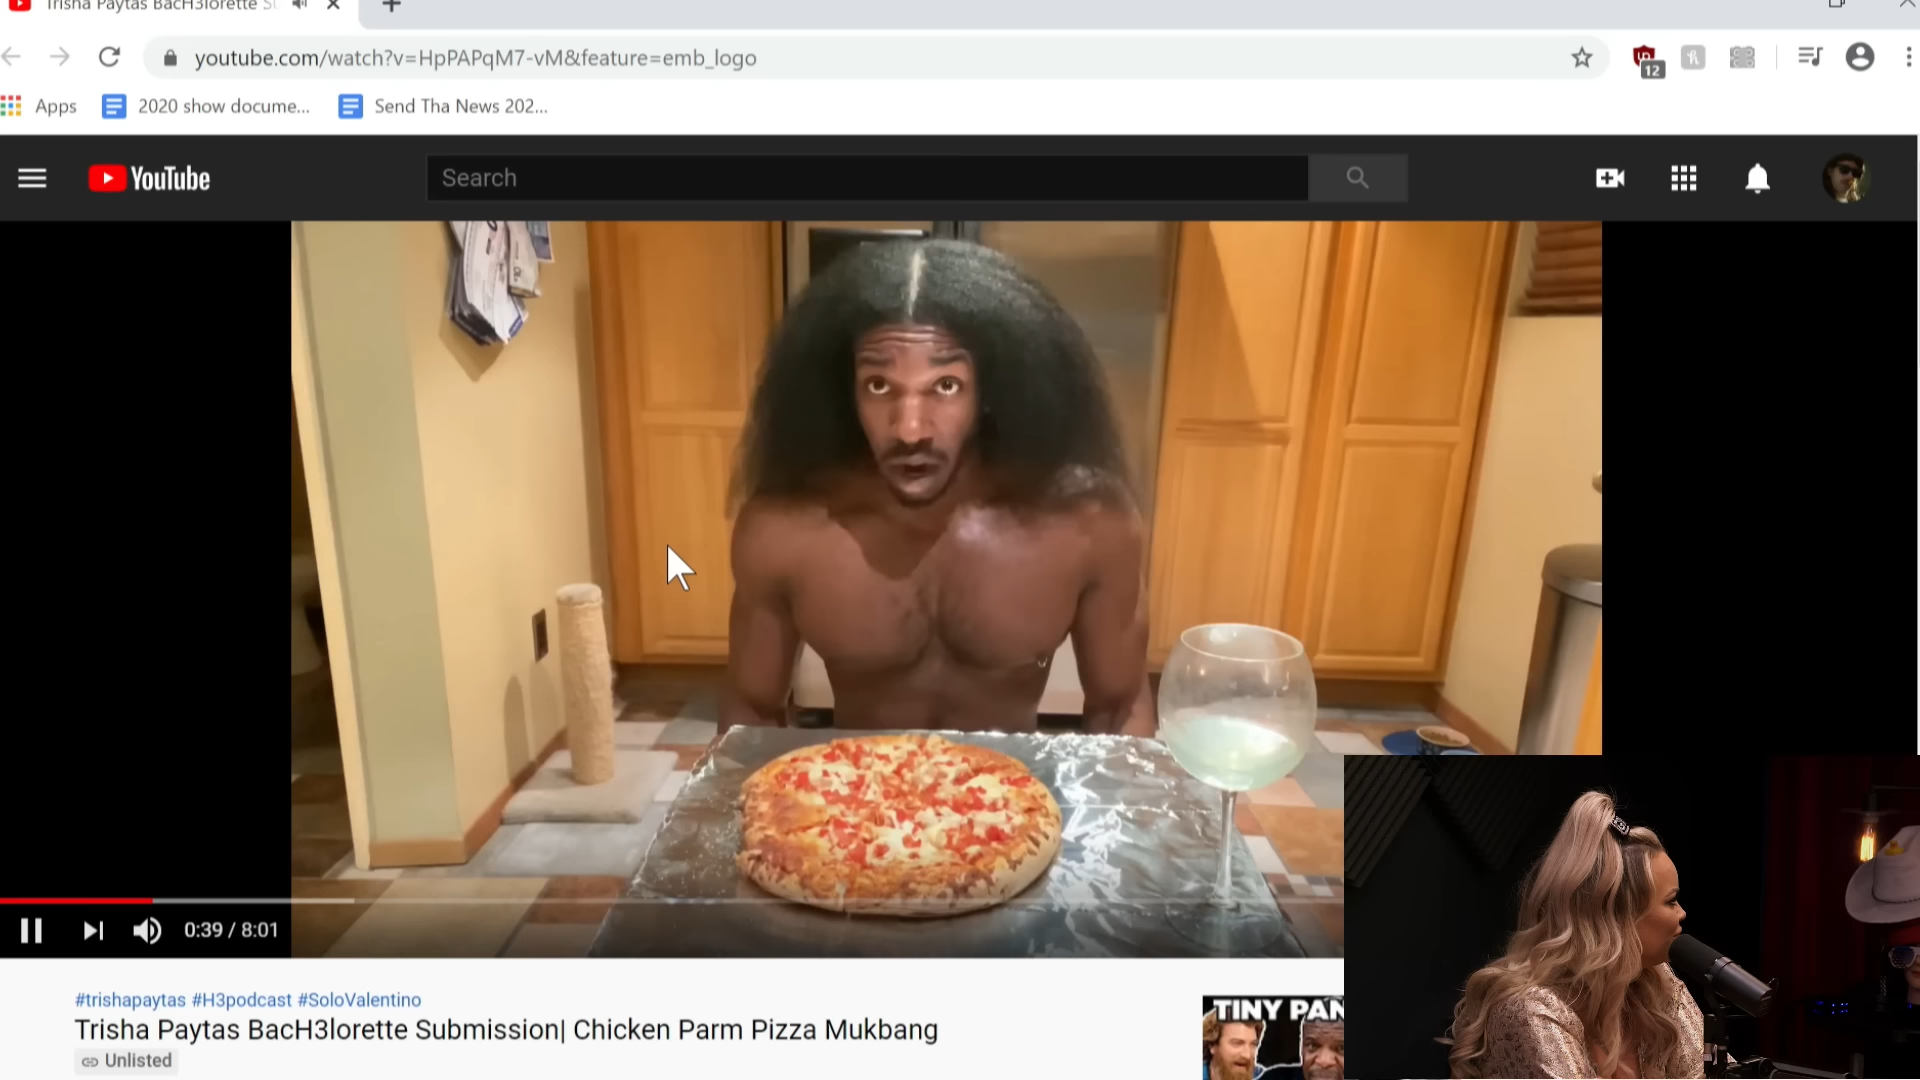 Trisha Paytas BacH3lorette
youtube.com/watch?v=HpPAPqM7-vM&feature=emb_logo
12
Apps
2020 show docume...
Send Tha News 202...
YouTube
Search
0:39 / 8:01
#trishapaytas #H3podcast #SoloValentino
Trisha Paytas BacH3lorette Submission| Chicken Parm Pizza Mukbang
Unlisted
TINY PAN